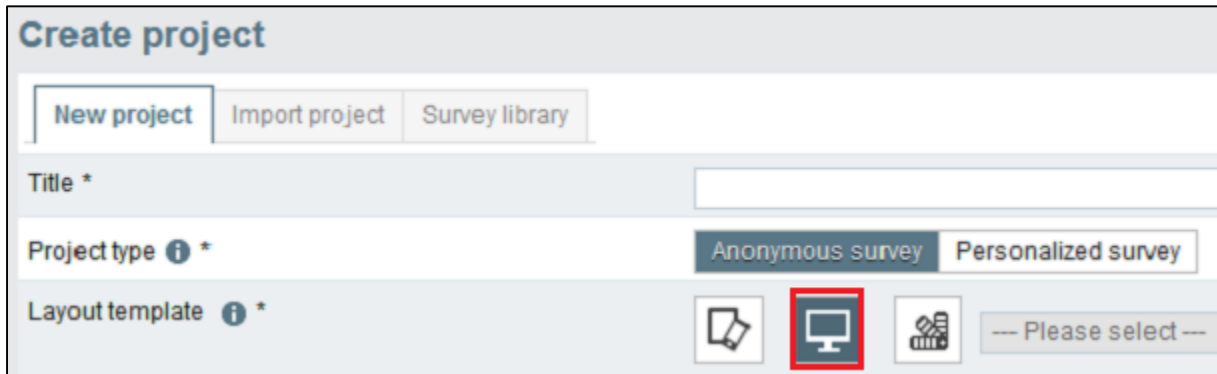 Create project
New project Import project Survey library
Title *
Project type i * Anonymous survey Personalized survey
Layout template i * --- Please select ---